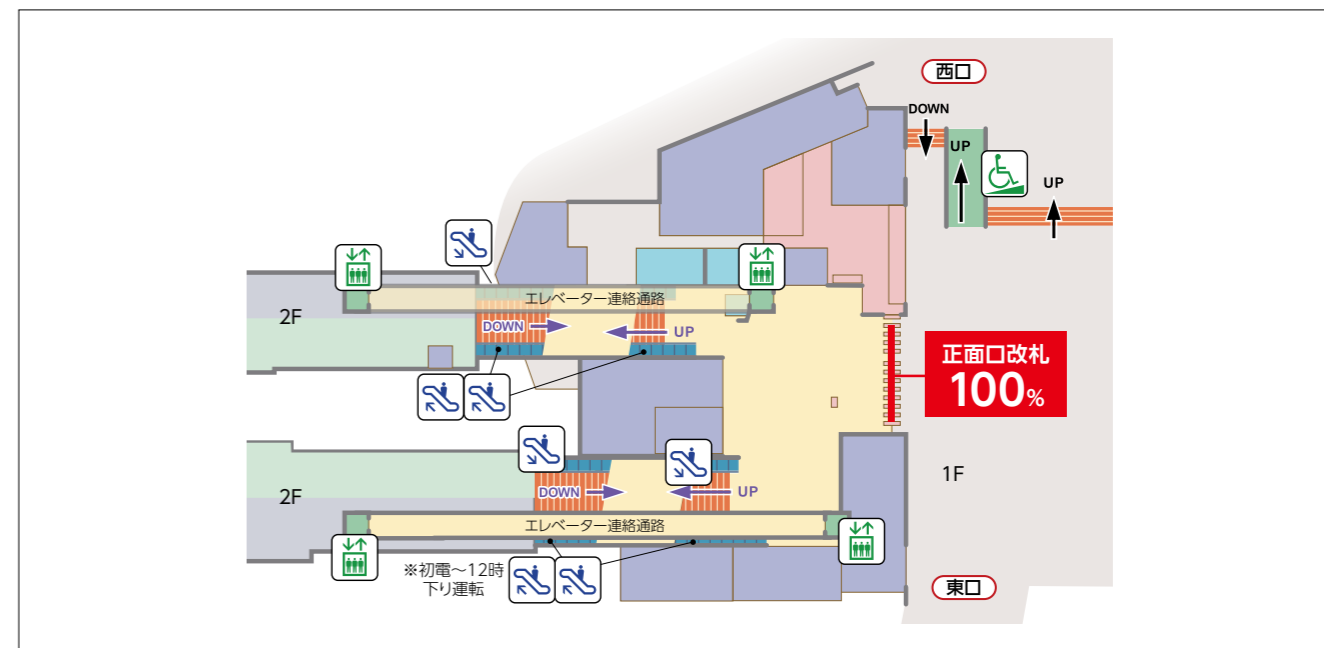 西口
DOWN
UP
UP
エレベーター連絡通路
2F
DOWN
UP
正面口改札
100%
1F
2F
DOWN
UP
エレベーター連絡通路
※初電～12時
下り運転
東口